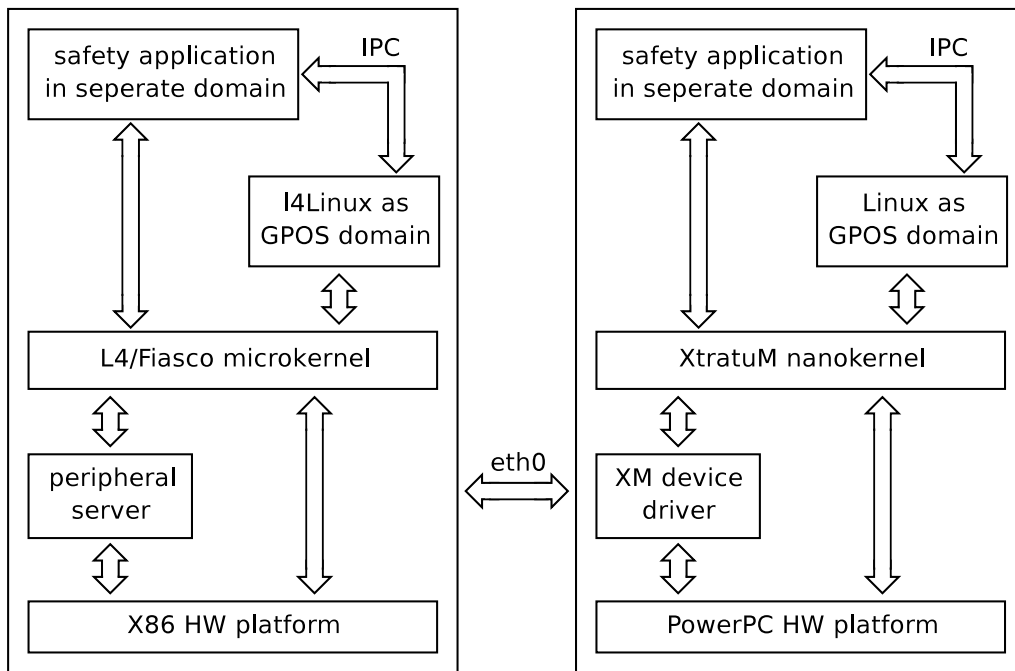 safety application
in seperate domain
IPC
l4Linux as
GPOS domain
L4/Fiasco microkernel
peripheral
server
X86 HW platform
eth0
safety application
in seperate domain
IPC
Linux as
GPOS domain
XtratuM nanokernel
XM device
driver
PowerPC HW platform